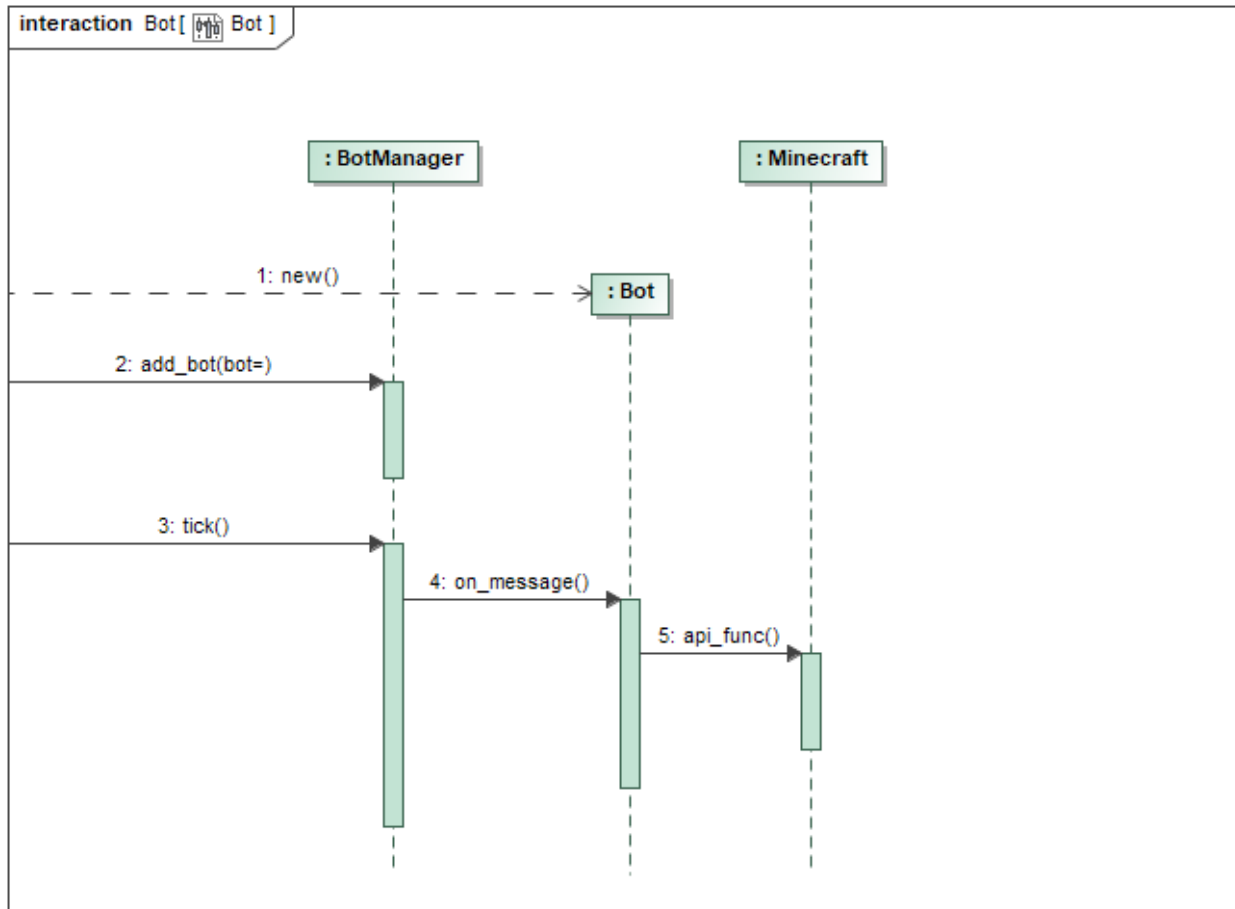 interaction Bot[ Bot ]
: BotManager
: Minecraft
1: new()
: Bot
2: add_bot(bot=)
3: tick()
4: on_message()
5: api_func()